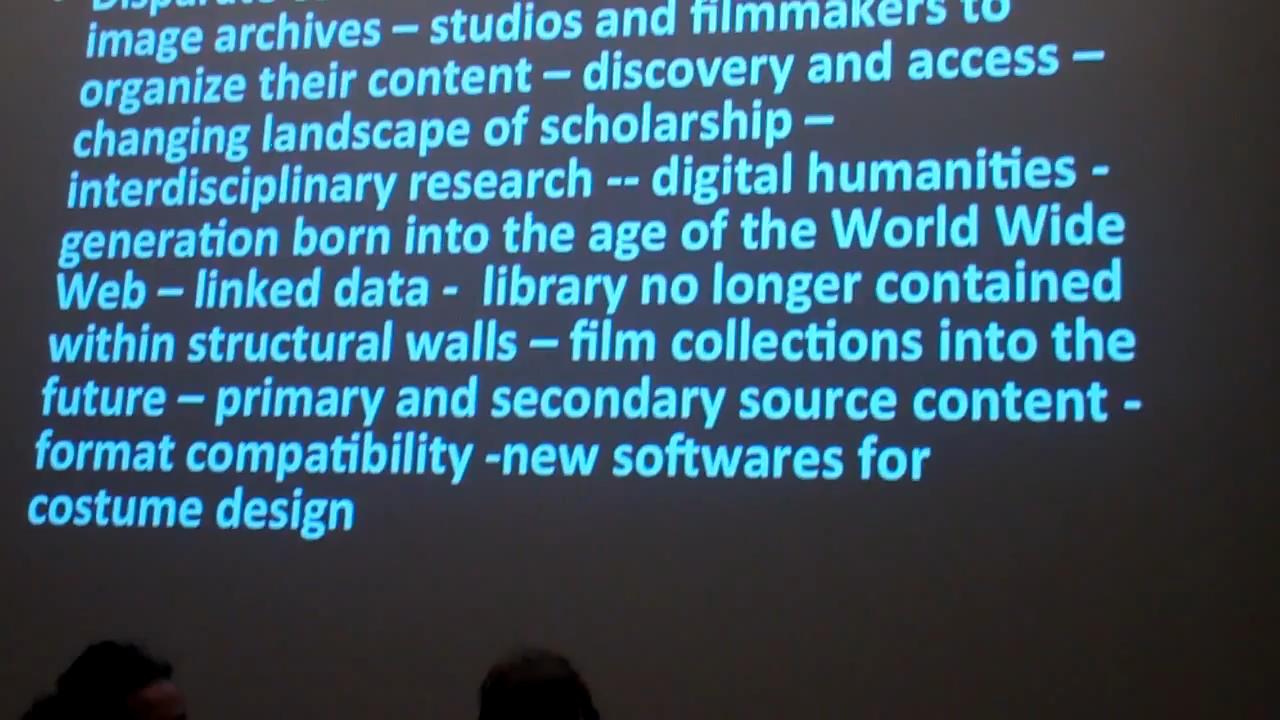 image archives – studios and filmmakers to
organize their content – discovery and access –
changing landscape of scholarship –
interdisciplinary research -- digital humanities -
generation born into the age of the World Wide
Web – linked data -  library no longer contained
within structural walls – film collections into the
future – primary and secondary source content -
format compatibility -new softwares for
costume design